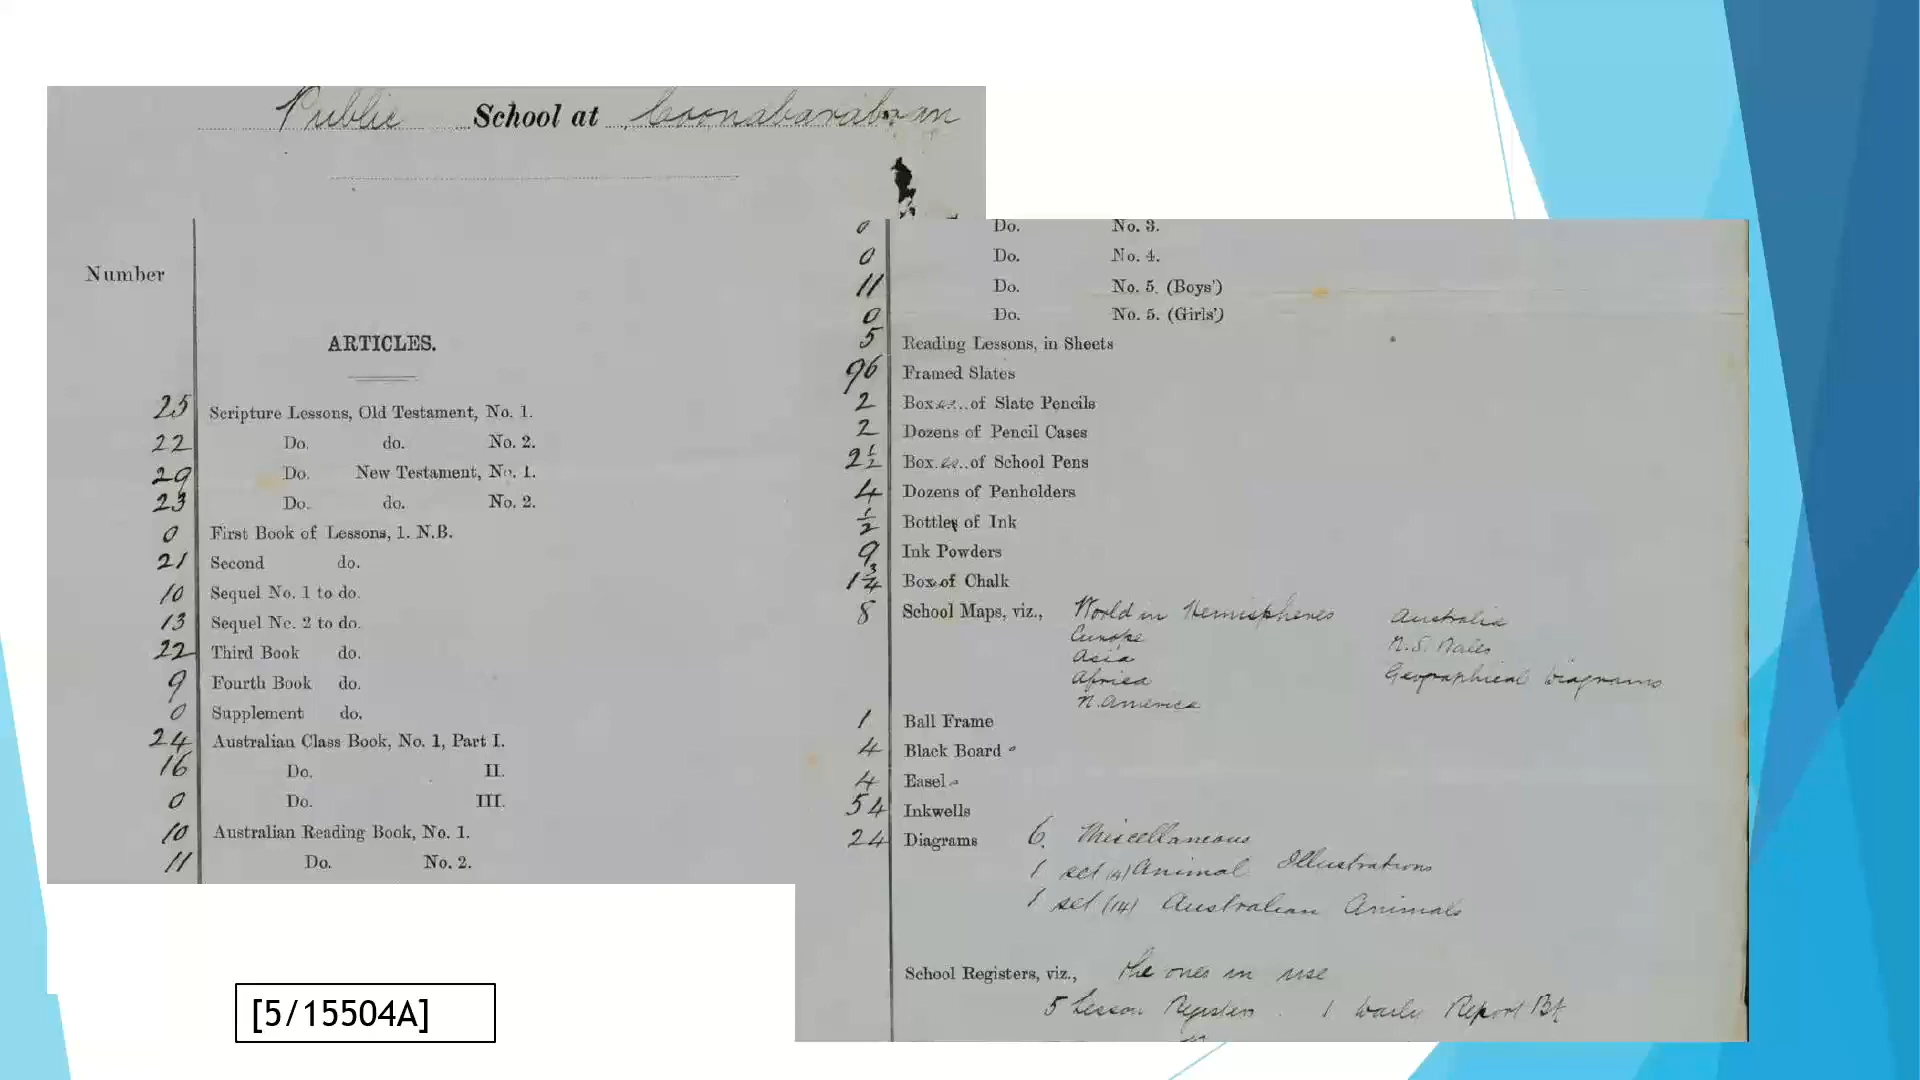 Public School at Coonabarabran
Number
ARTICLES.
25 Scripture Lessons, Old Testament, No. 1.
22 Do. do. No. 2.
29 Do. New Testament, No. 1.
23 Do. do. No. 2.
0 First Book of Lessons, 1. N.B.
21 Second do.
10 Sequel No. 1 to do.
13 Sequel No. 2 to do.
22 Third Book do.
9 Fourth Book do.
0 Supplement do.
24 Australian Class Book, No. 1, Part I.
16 Do. II.
0 Do. III.
10 Australian Reading Book, No. 1.
11 Do. No. 2.
0 Do. No. 3.
0 Do. No. 4.
11 Do. No. 5. (Boys')
0 Do. No. 5. (Girls')
5 Reading Lessons, in Sheets
96 Framed Slates
2 Boxes of Slate Pencils
2 Dozens of Pencil Cases
2 1/2 Boxes of School Pens
4 Dozens of Penholders
1/2 Bottle of Ink
9 Ink Powders
1 3/4 Box of Chalk
8 School Maps, viz., World in Hemispheres Australia
Europe N.S. Wales
Asia
Africa Geographical Diagrams
N. America
1 Ball Frame
4 Black Boards
4 Easels
54 Inkwells
24 Diagrams 6. Miscellaneous
1 set (4) Animal Illustrations
1 set (14) Australian Animals
School Registers, viz., the ones in use
5 Lesson Registers. 1 Report Bk
[5/15504A]